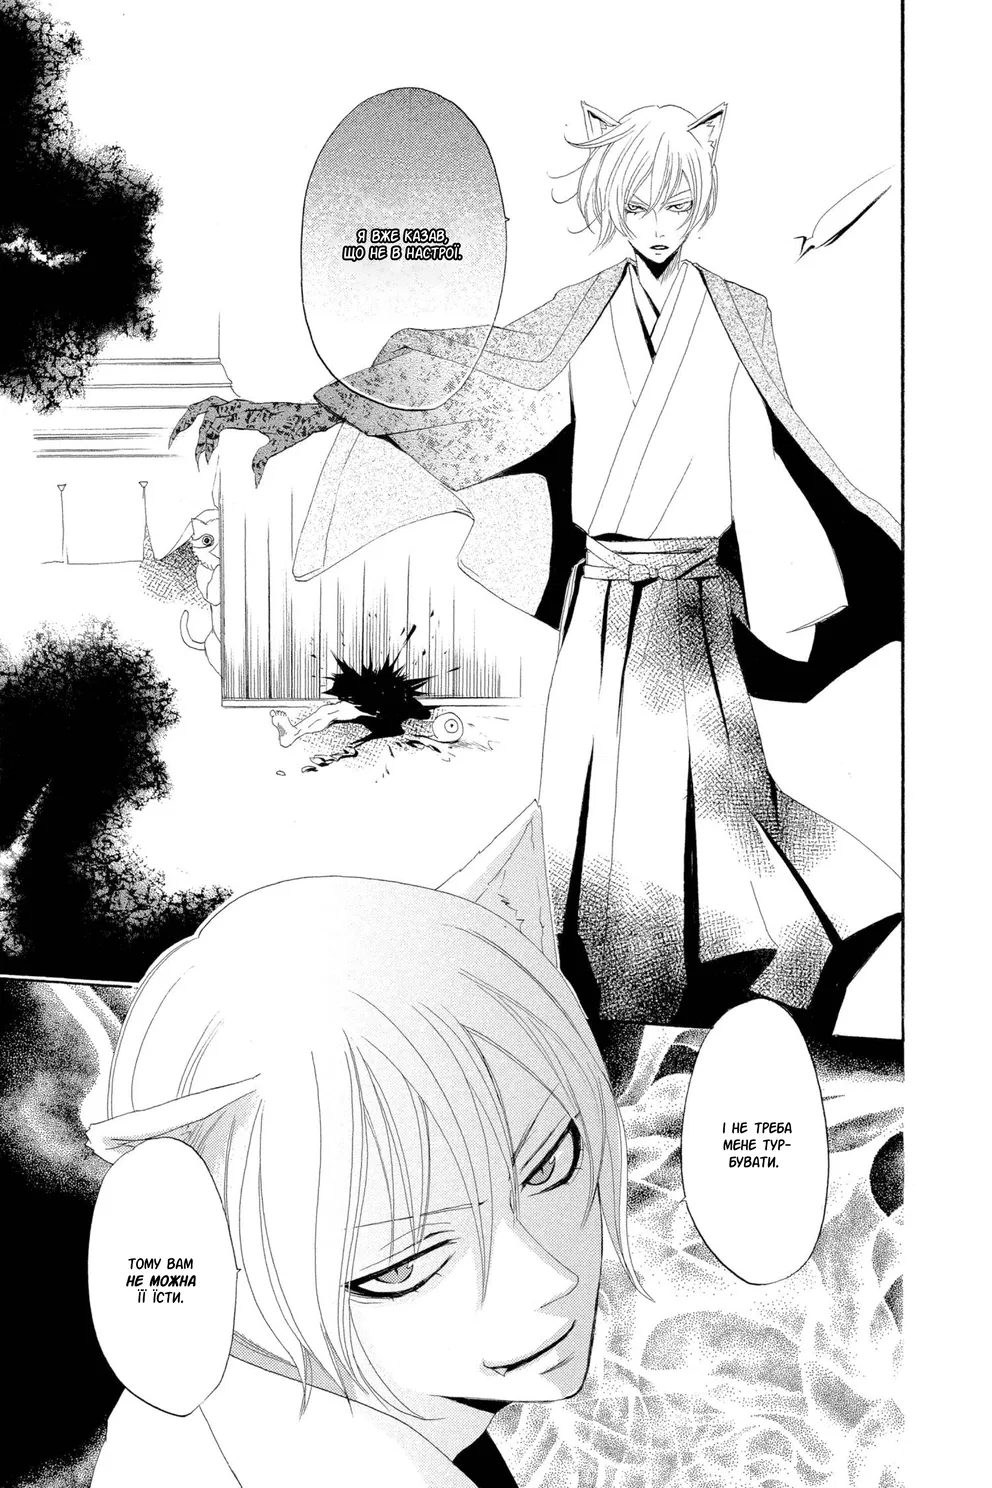 Я ВЖЕ КАЗАВ,
ЩО НЕ В НАСТРОЇ.
І НЕ ТРЕБА
МЕНЕ ТУР-
БУВАТИ.
ТОМУ ВАМ
НЕ МОЖНА
ЇЇ ЇСТИ.